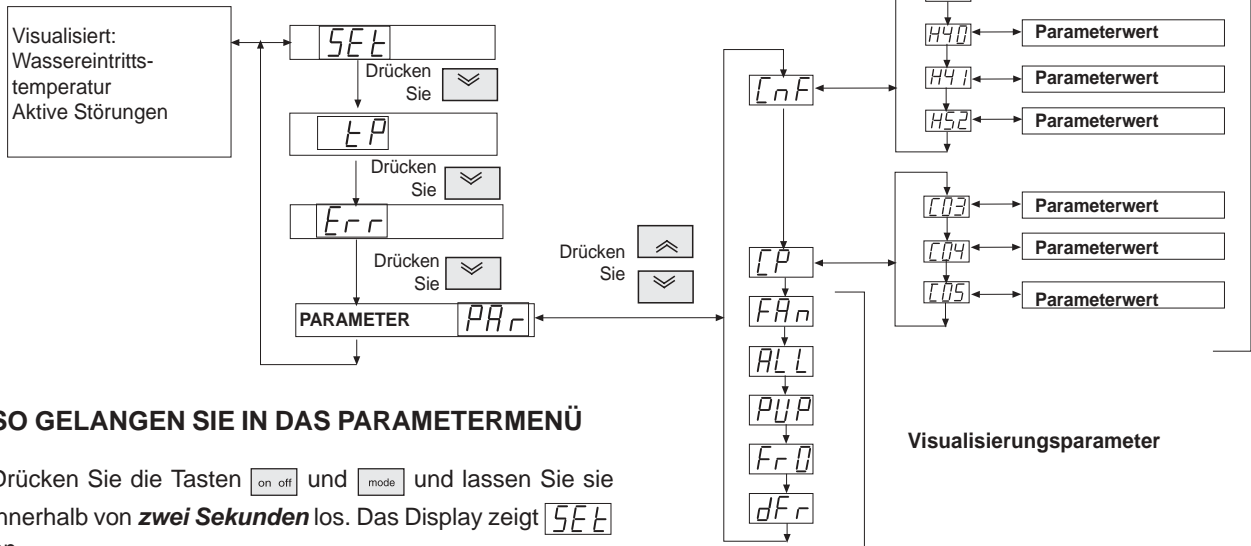 Visualisiert:
Wassereintritts-
temperatur
Aktive Störungen
SEt
Drücken
Sie
tP
Drücken
Sie
Err
Drücken
Sie
PARAMETER PAr
Drücken
Sie
CnF
CP
FAn
ALL
PUP
Fr0
dFr
H40 Parameterwert
H41 Parameterwert
H52 Parameterwert
C03 Parameterwert
C04 Parameterwert
C05 Parameterwert
Visualisierungsparameter
SO GELANGEN SIE IN DAS PARAMETERMENÜ
Drücken Sie die Tasten on off und mode und lassen Sie sie
innerhalb von zwei Sekunden los. Das Display zeigt SEt